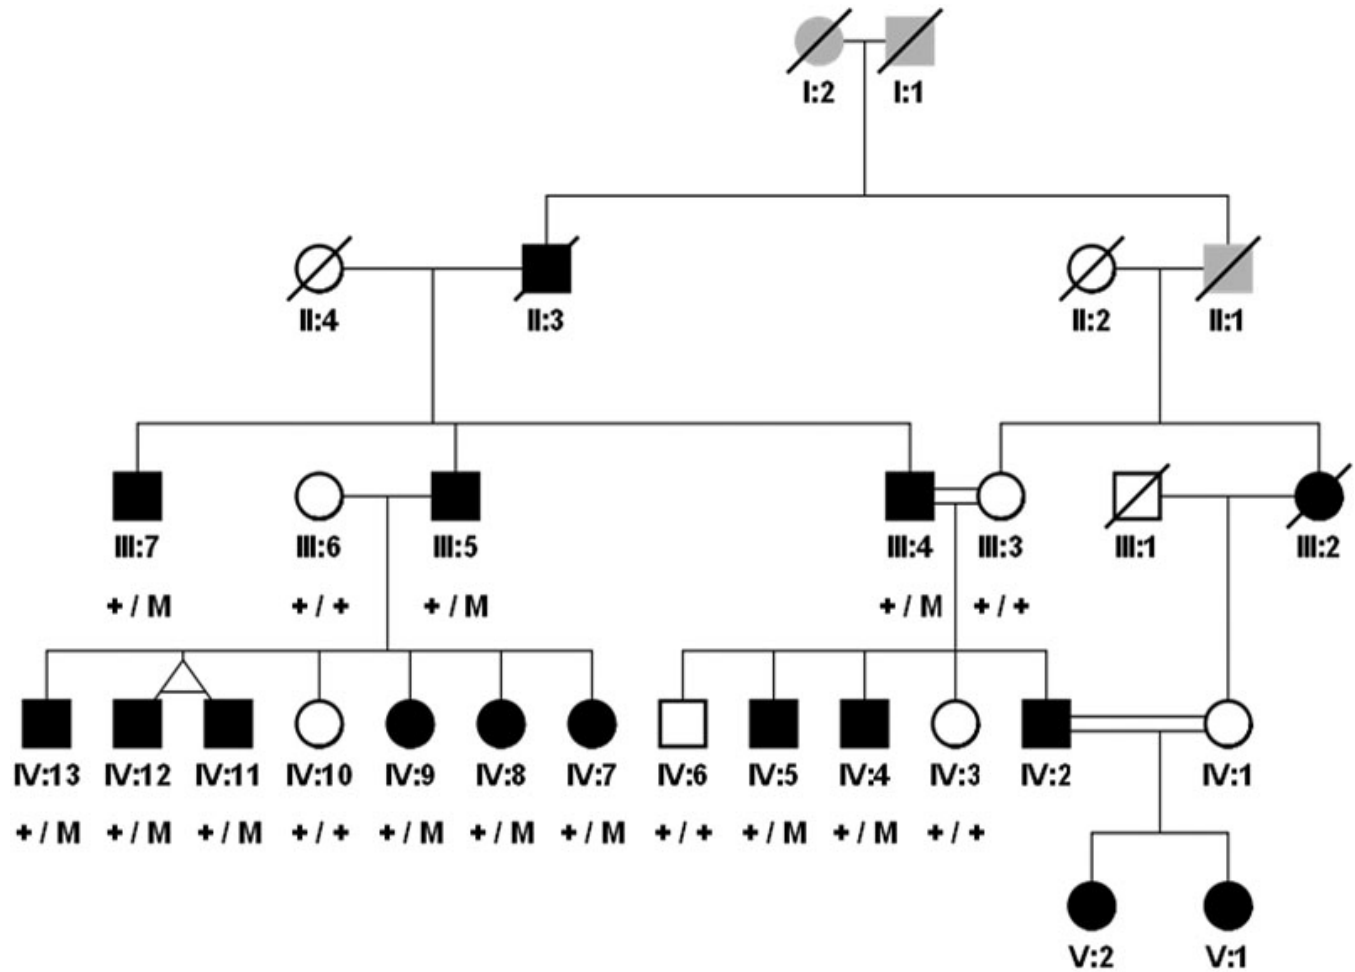 I:2 I:1
II:4 II:3 II:2 II:1
III:7 III:6 III:5 III:4 III:3 III:1 III:2
+ / M + / + + / M + / M + / +
IV:13 IV:12 IV:11 IV:10 IV:9 IV:8 IV:7 IV:6 IV:5 IV:4 IV:3 IV:2 IV:1
+ / M + / M + / M + / + + / M + / M + / M + / + + / M + / M + / +
V:2 V:1